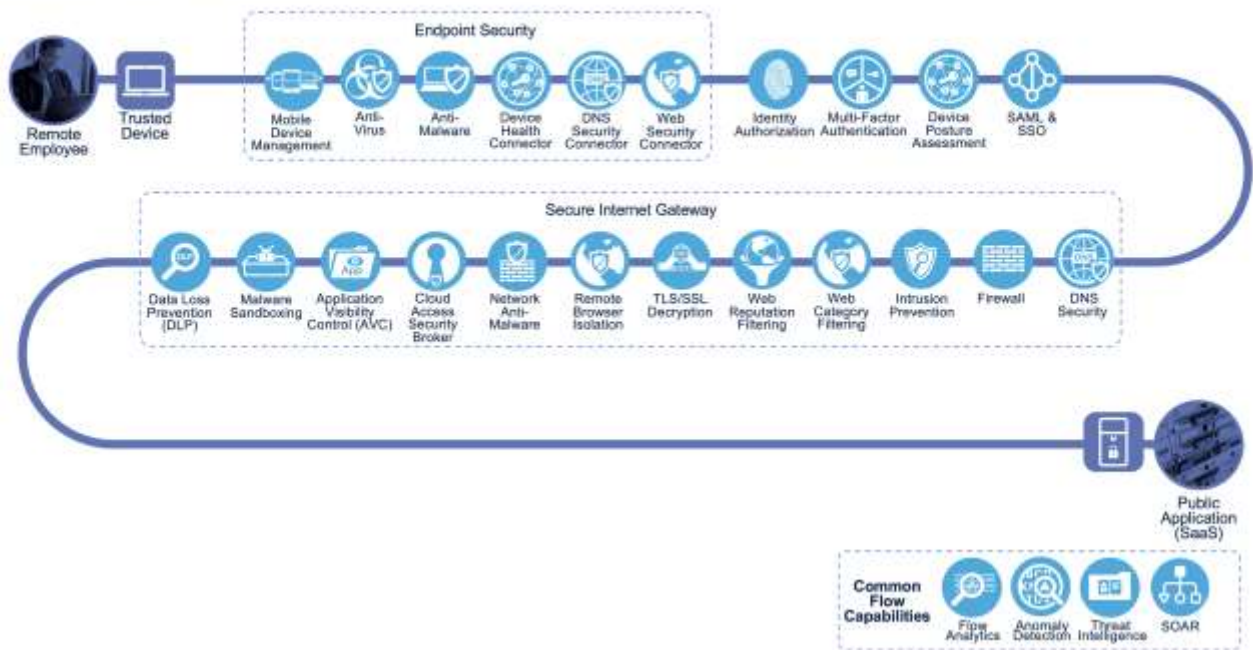 Endpoint Security
Remote
Employee
Trusted
Device
Mobile
Device
Management
Anti-
Virus
Anti-
Malware
Device
Health
Connector
DNS
Security
Connector
Web
Security
Connector
Identity
Authorization
Multi-Factor
Authentication
Device
Posture
Assessment
SAML &
SSO
Secure Internet Gateway
DLP
Data Loss
Prevention
(DLP)
Malware
Sandboxing
App
Application
Visibility
Control (AVC)
Cloud
Access
Security
Broker
Network
Anti-
Malware
Remote
Browser
Isolation
TLS/SSL
Decryption
Web
Reputation
Filtering
Web
Category
Filtering
Intrusion
Prevention
Firewall
DNS
DNS
Security
Public
Application
(SaaS)
Common
Flow
Capabilities
Flow
Analytics
Anomaly
Detection
Threat
Intelligence
SOAR